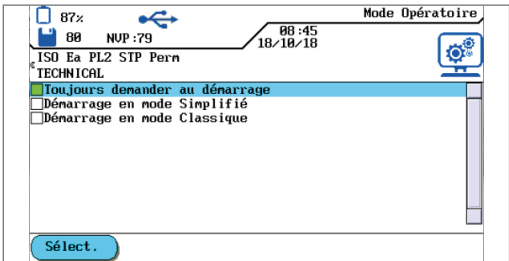 87%
Mode Opératoire
80 NVP:79
08:45
18/10/18
ISO Ea PL2 STP Perm
TECHNICAL
Toujours demander au démarrage
Démarrage en mode Simplifié
Démarrage en mode Classique
Sélect.